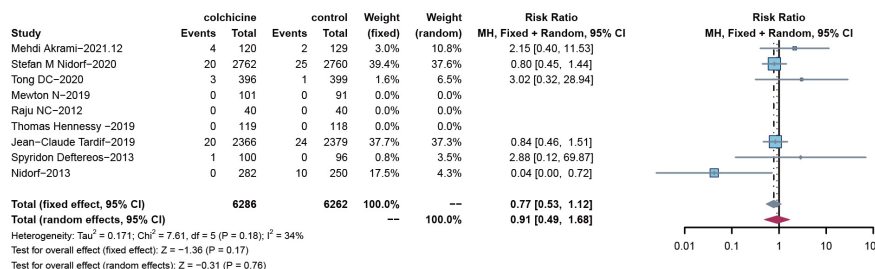 colchicine control Weight Weight Risk Ratio Risk Ratio
Study Events Total Events Total (fixed) (random) MH, Fixed + Random, 95% CI MH, Fixed + Random, 95% CI
Mehdi Akrami−2021.12 4 120 2 129 3.0% 10.8% 2.15 [0.40, 11.53]
Stefan M Nidorf−2020 20 2762 25 2760 39.4% 37.6% 0.80 [0.45, 1.44]
Tong DC−2020 3 396 1 399 1.6% 6.5% 3.02 [0.32, 28.94]
Mewton N−2019 0 101 0 91 0.0% 0.0%
Raju NC−2012 0 40 0 40 0.0% 0.0%
Thomas Hennessy −2019 0 119 0 118 0.0% 0.0%
Jean−Claude Tardif−2019 20 2366 24 2379 37.7% 37.3% 0.84 [0.46, 1.51]
Spyridon Deftereos−2013 1 100 0 96 0.8% 3.5% 2.88 [0.12, 69.87]
Nidorf−2013 0 282 10 250 17.5% 4.3% 0.04 [0.00, 0.72]
Total (fixed effect, 95% CI) 6286 6262 100.0% −− 0.77 [0.53, 1.12]
Total (random effects, 95% CI) −− 100.0% 0.91 [0.49, 1.68]
Heterogeneity: Tau² = 0.171; Chi² = 7.61, df = 5 (P = 0.18); I² = 34%
Test for overall effect (fixed effect): Z = −1.36 (P = 0.17)
Test for overall effect (random effects): Z = −0.31 (P = 0.76)
0.01 0.1 1 10